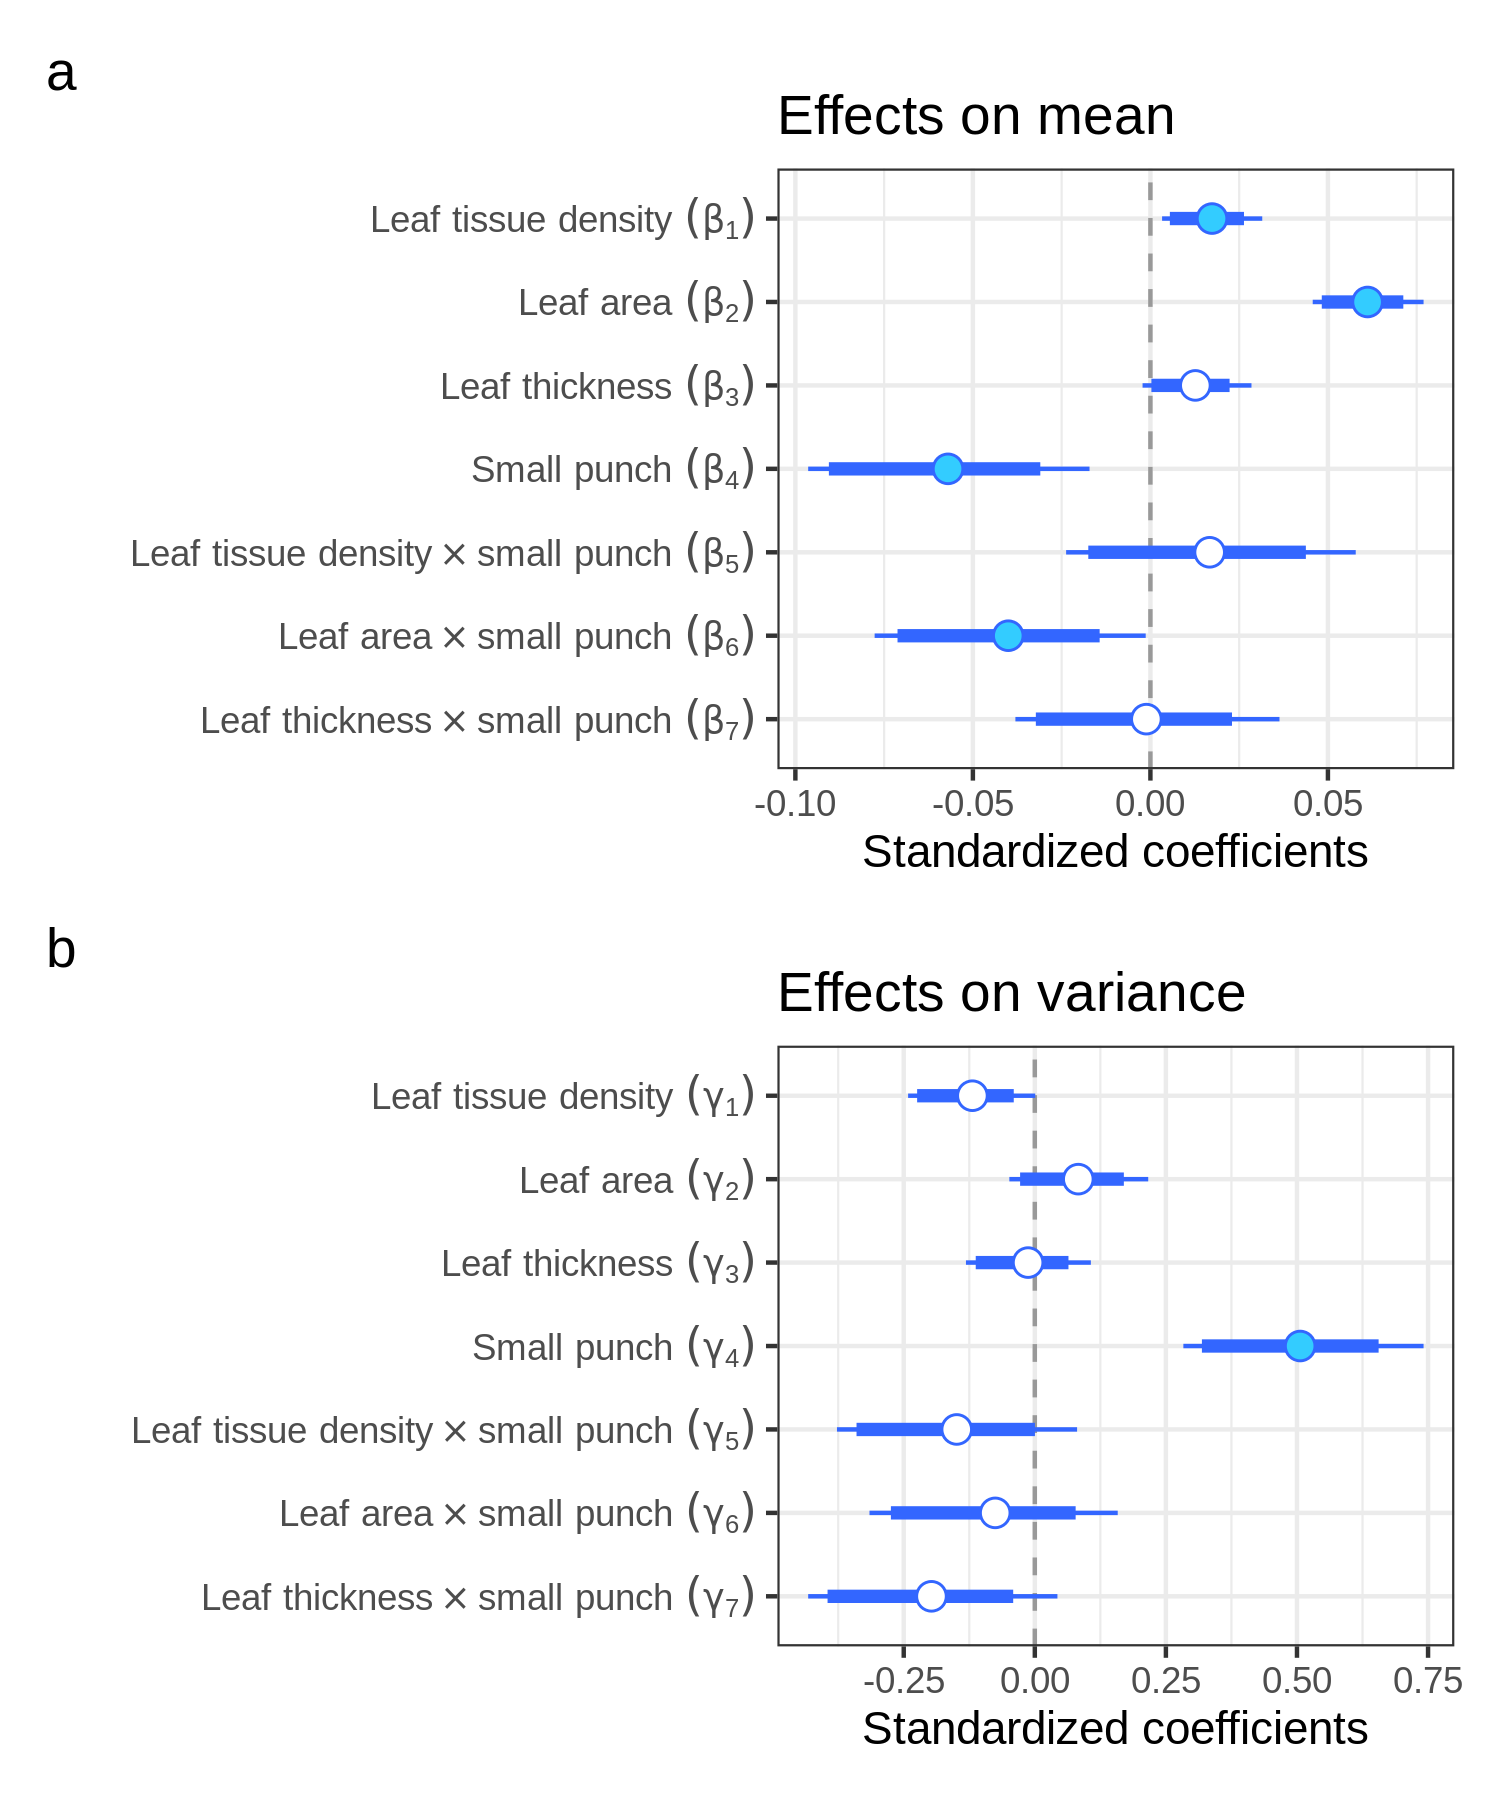 a
Effects on mean
Leaf tissue density (β₁)
Leaf area (β₂)
Leaf thickness (β₃)
Small punch (β₄)
Leaf tissue density × small punch (β₅)
Leaf area × small punch (β₆)
Leaf thickness × small punch (β₇)
-0.10 -0.05 0.00 0.05
Standardized coefficients
b
Effects on variance
Leaf tissue density (γ₁)
Leaf area (γ₂)
Leaf thickness (γ₃)
Small punch (γ₄)
Leaf tissue density × small punch (γ₅)
Leaf area × small punch (γ₆)
Leaf thickness × small punch (γ₇)
-0.25 0.00 0.25 0.50 0.75
Standardized coefficients